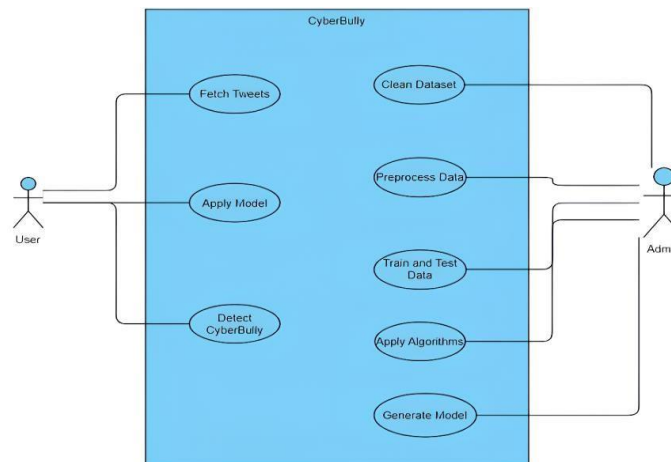 CyberBully
Fetch Tweets
Clean Dataset
Preprocess Data
Apply Model
User
Adm
Train and Test
Data
Detect
CyberBully
Apply Algorithms
Generate Model